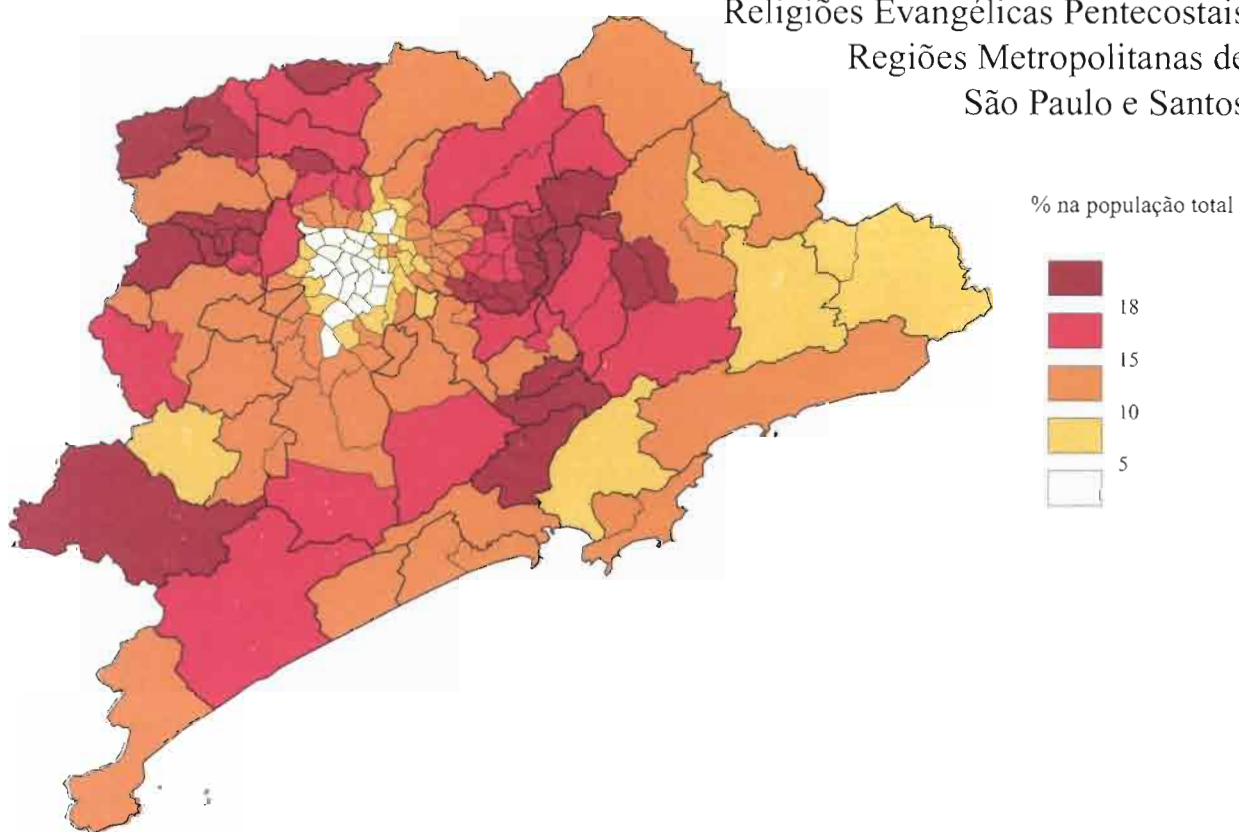 Religiões Evangélicas Pentecostais
Regiões Metropolitanas de
São Paulo e Santos
% na população total
18
15
10
5